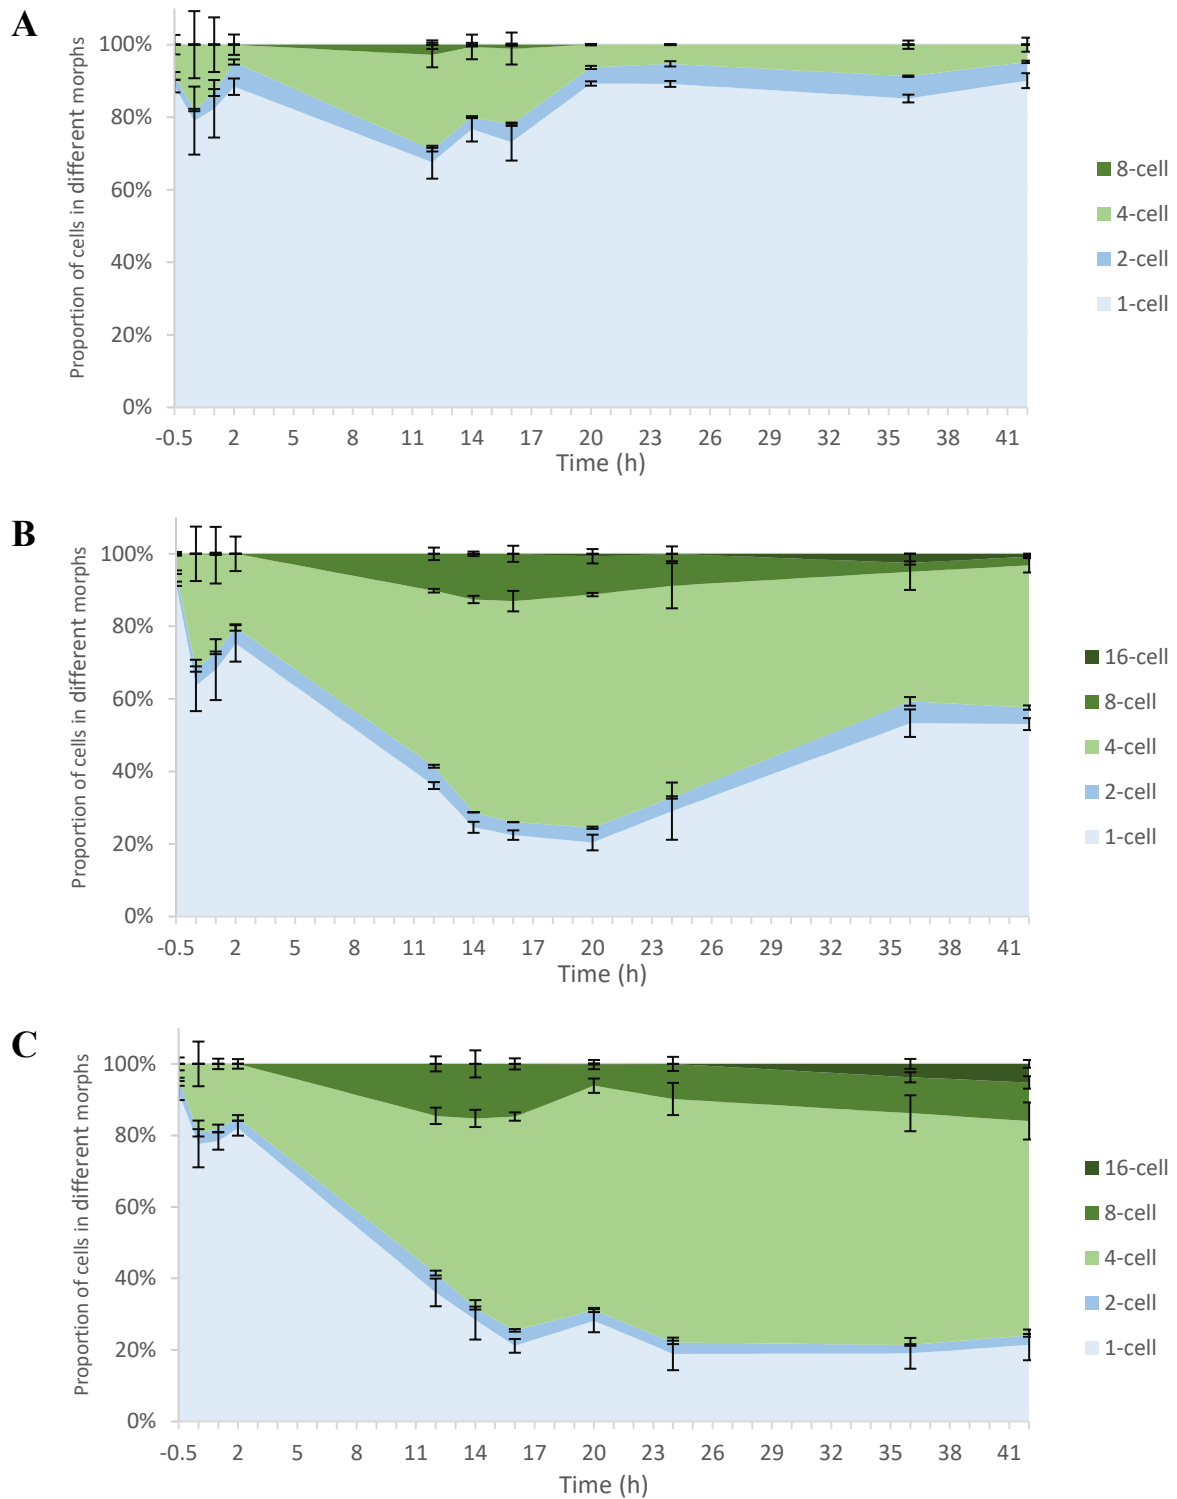 A
Proportion of cells in different morphs
100%
80%
60%
40%
20%
0%
-0.5 2 5 8 11 14 17 20 23 26 29 32 35 38 41
Time (h)
8-cell
4-cell
2-cell
1-cell
B
Proportion of cells in different morphs
100%
80%
60%
40%
20%
0%
-0.5 2 5 8 11 14 17 20 23 26 29 32 35 38 41
Time (h)
16-cell
8-cell
4-cell
2-cell
1-cell
C
Proportion of cells in different morphs
100%
80%
60%
40%
20%
0%
-0.5 2 5 8 11 14 17 20 23 26 29 32 35 38 41
Time (h)
16-cell
8-cell
4-cell
2-cell
1-cell